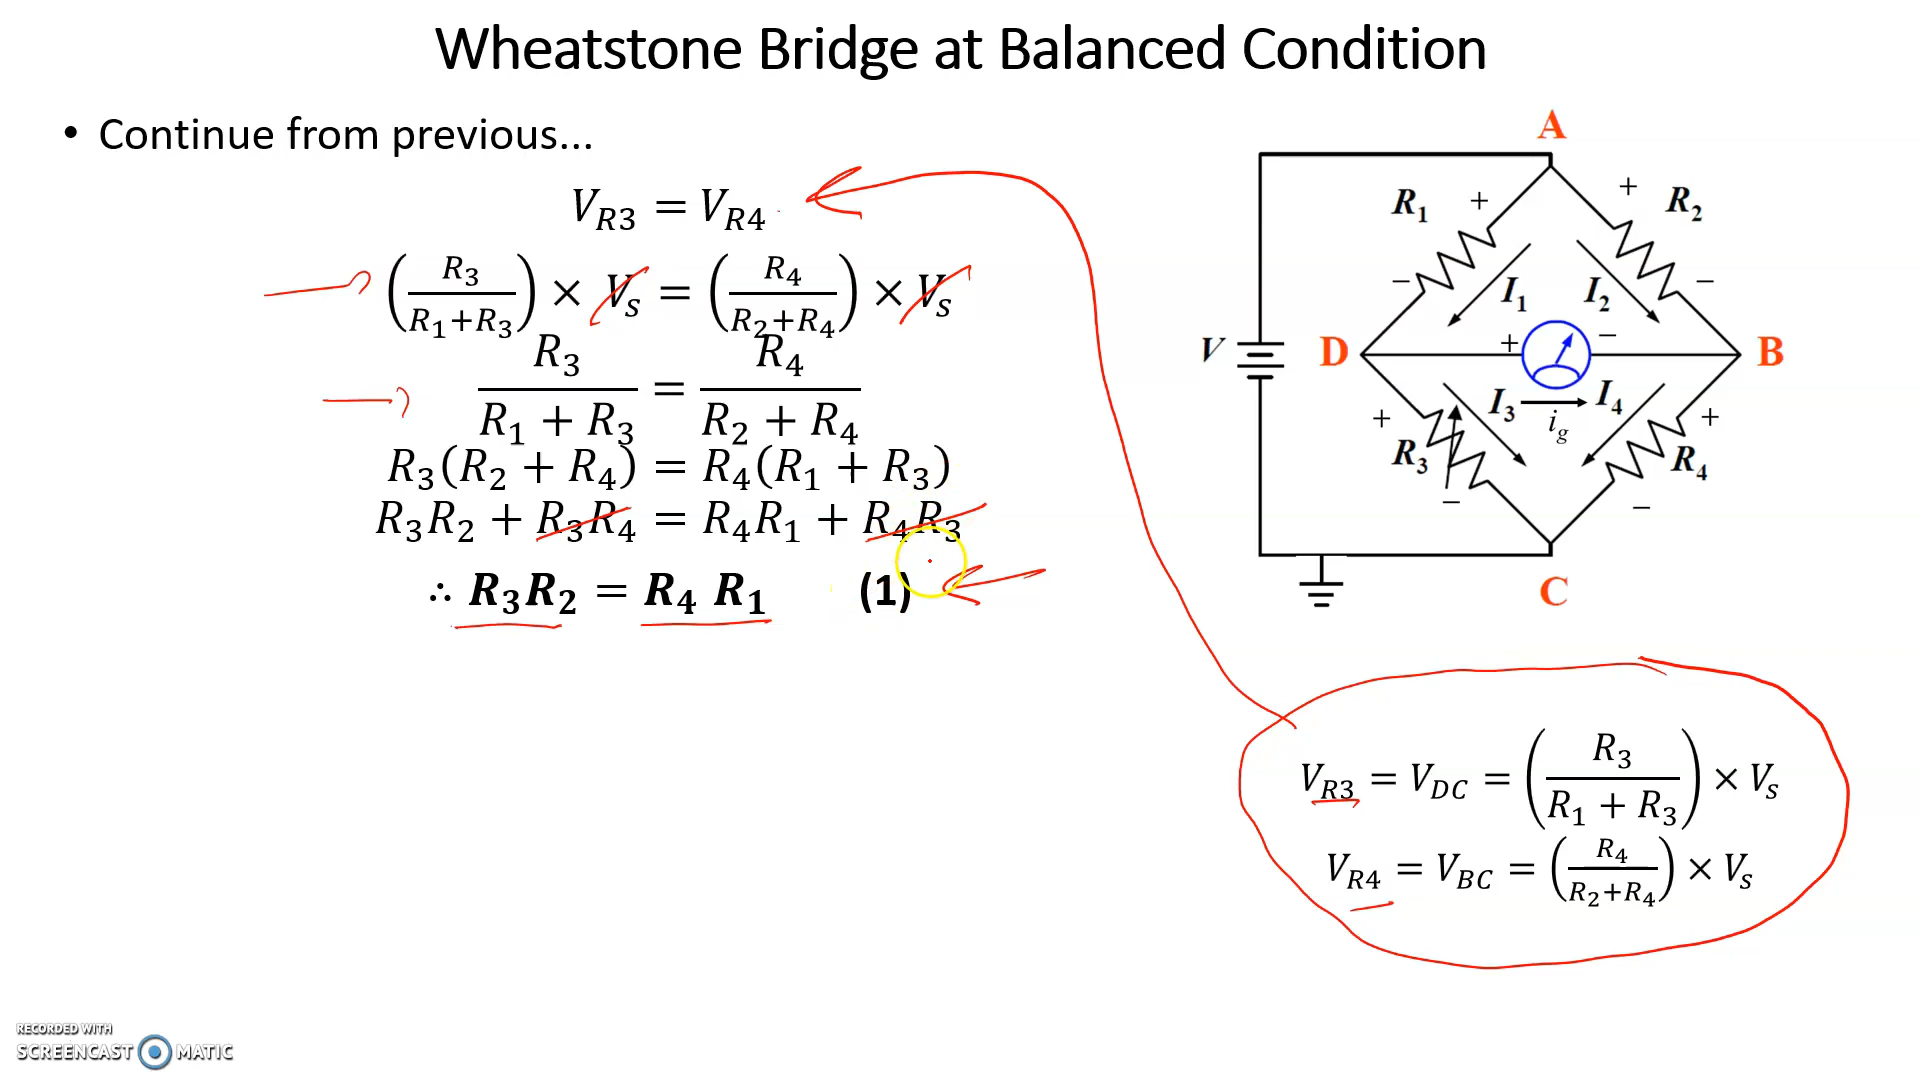 Wheatstone Bridge at Balanced Condition
• Continue from previous...
V_R3 = V_R4
(R₃/(R₁+R₃)) × Vₛ = (R₄/(R₂+R₄)) × Vₛ
R₃/(R₁ + R₃) = R₄/(R₂ + R₄)
R₃(R₂ + R₄) = R₄(R₁ + R₃)
R₃R₂ + R₃R₄ = R₄R₁ + R₄R₃
∴ R₃R₂ = R₄ R₁ (1)
A
R₁ + + R₂
− −
I₁ I₂
V D + − B
I₃ I₄
i_g
+ +
R₃ R₄
− −
C
V_R3 = V_DC = (R₃/(R₁ + R₃)) × Vₛ
V_R4 = V_BC = (R₄/(R₂+R₄)) × Vₛ
RECORDED WITH
SCREENCAST MATIC